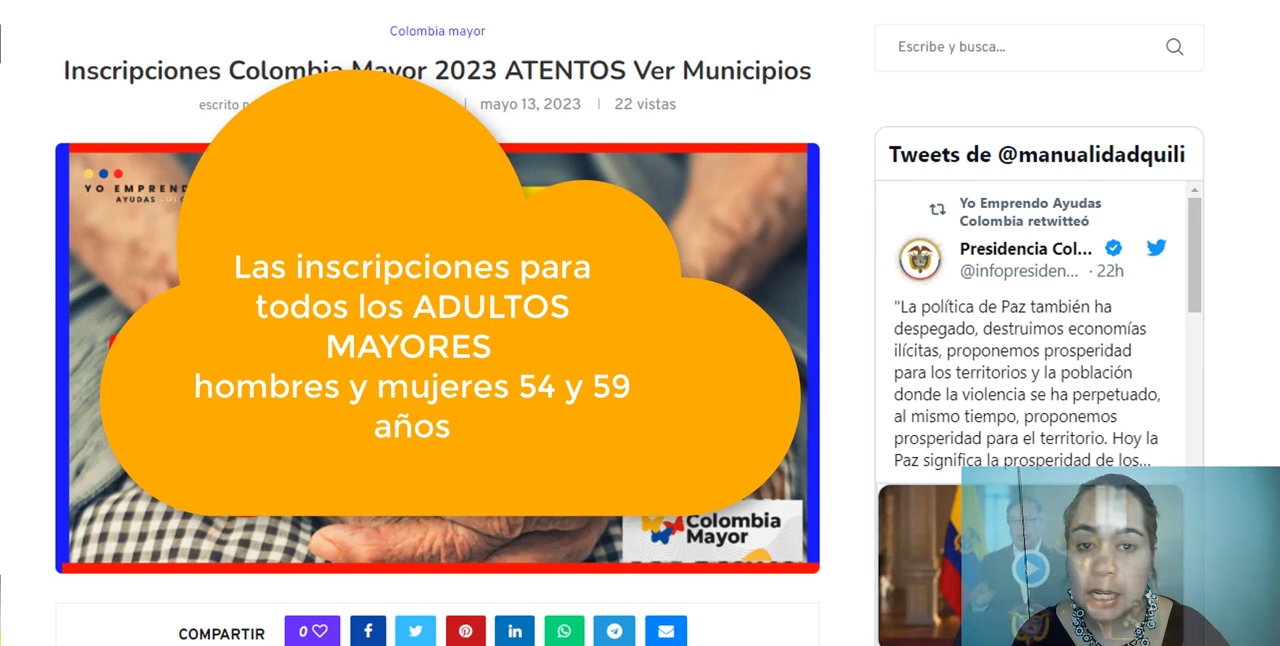 Colombia mayor
Inscripciones Colombia Mayor 2023 ATENTOS Ver Municipios
escrito
mayo 13, 2023 | 22 vistas
YO EMPREND
AYUDAS
Las inscripciones para
todos los ADULTOS
MAYORES
hombres y mujeres 54 y 59
años
Colombia
Mayor
COMPARTIR
0
Escribe y busca...
Tweets de @manualidadquili
Yo Emprendo Ayudas
Colombia retwitteó
Presidencia Col...
@infopresiden... · 22h
"La política de Paz también ha
despegado, destruimos economías
ilícitas, proponemos prosperidad
para los territorios y la población
donde la violencia se ha perpetuado,
al mismo tiempo, proponemos
prosperidad para el territorio. Hoy la
Paz significa la prosperidad de los...